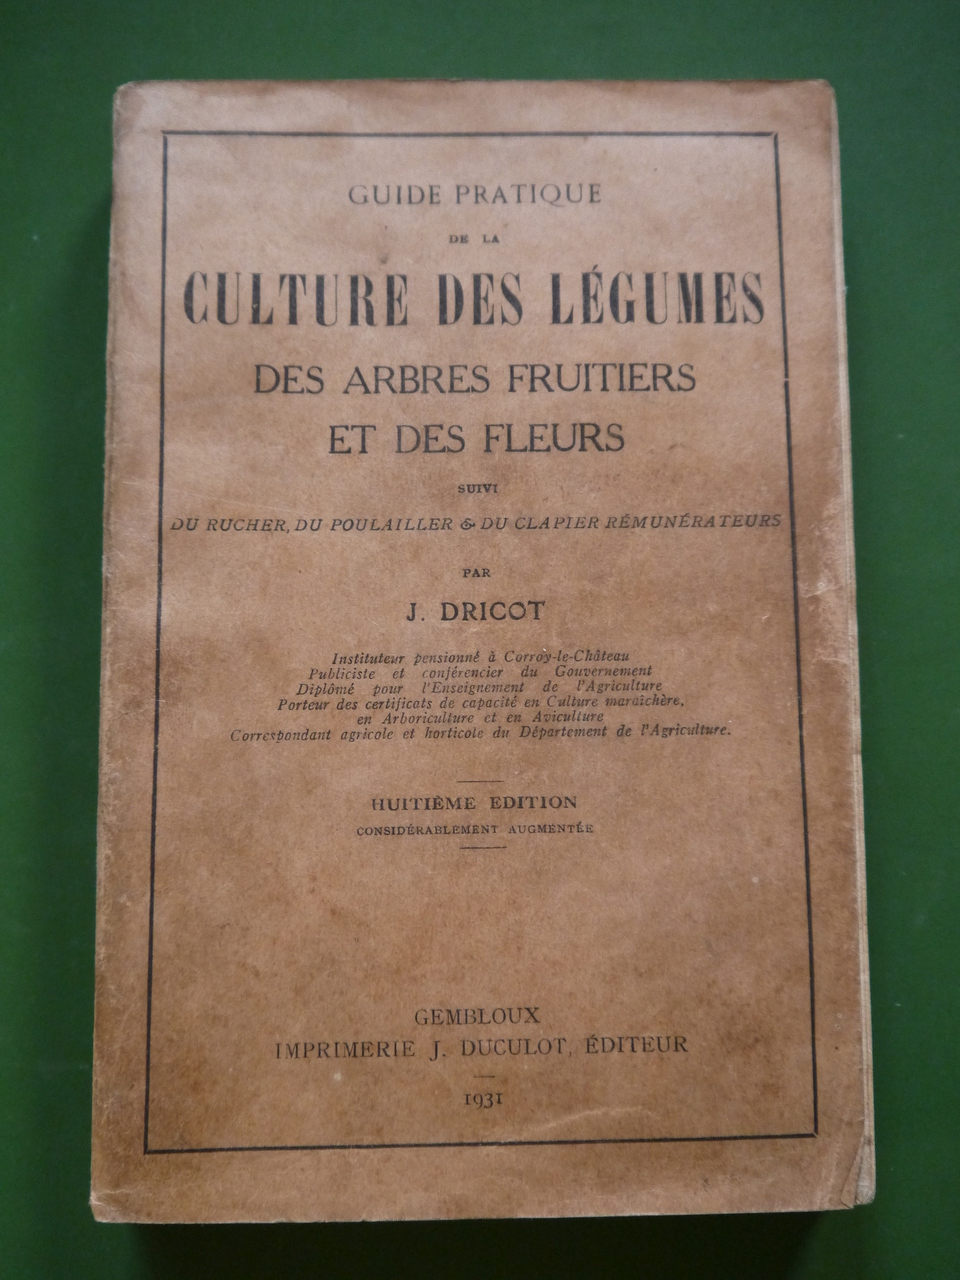 GUIDE PRATIQUE
DE LA
CULTURE DES LÉGUMES
DES ARBRES FRUITIERS
ET DES FLEURS
SUIVI
DU RUCHER, DU POULAILLER & DU CLAPIER RÉMUNÉRATEURS
PAR
J. DRICOT
Instituteur pensionné à Corroy-le-Château
Publiciste et conférencier du Gouvernement
Diplômé pour l'Enseignement de l'Agriculture
Porteur des certificats de capacité en Culture maraîchère,
en Arboriculture et en Aviculture
Correspondant agricole et horticole du Département de l'Agriculture.
HUITIÈME EDITION
CONSIDÉRABLEMENT AUGMENTÉE
GEMBLOUX
IMPRIMERIE J. DUCULOT, ÉDITEUR
1931